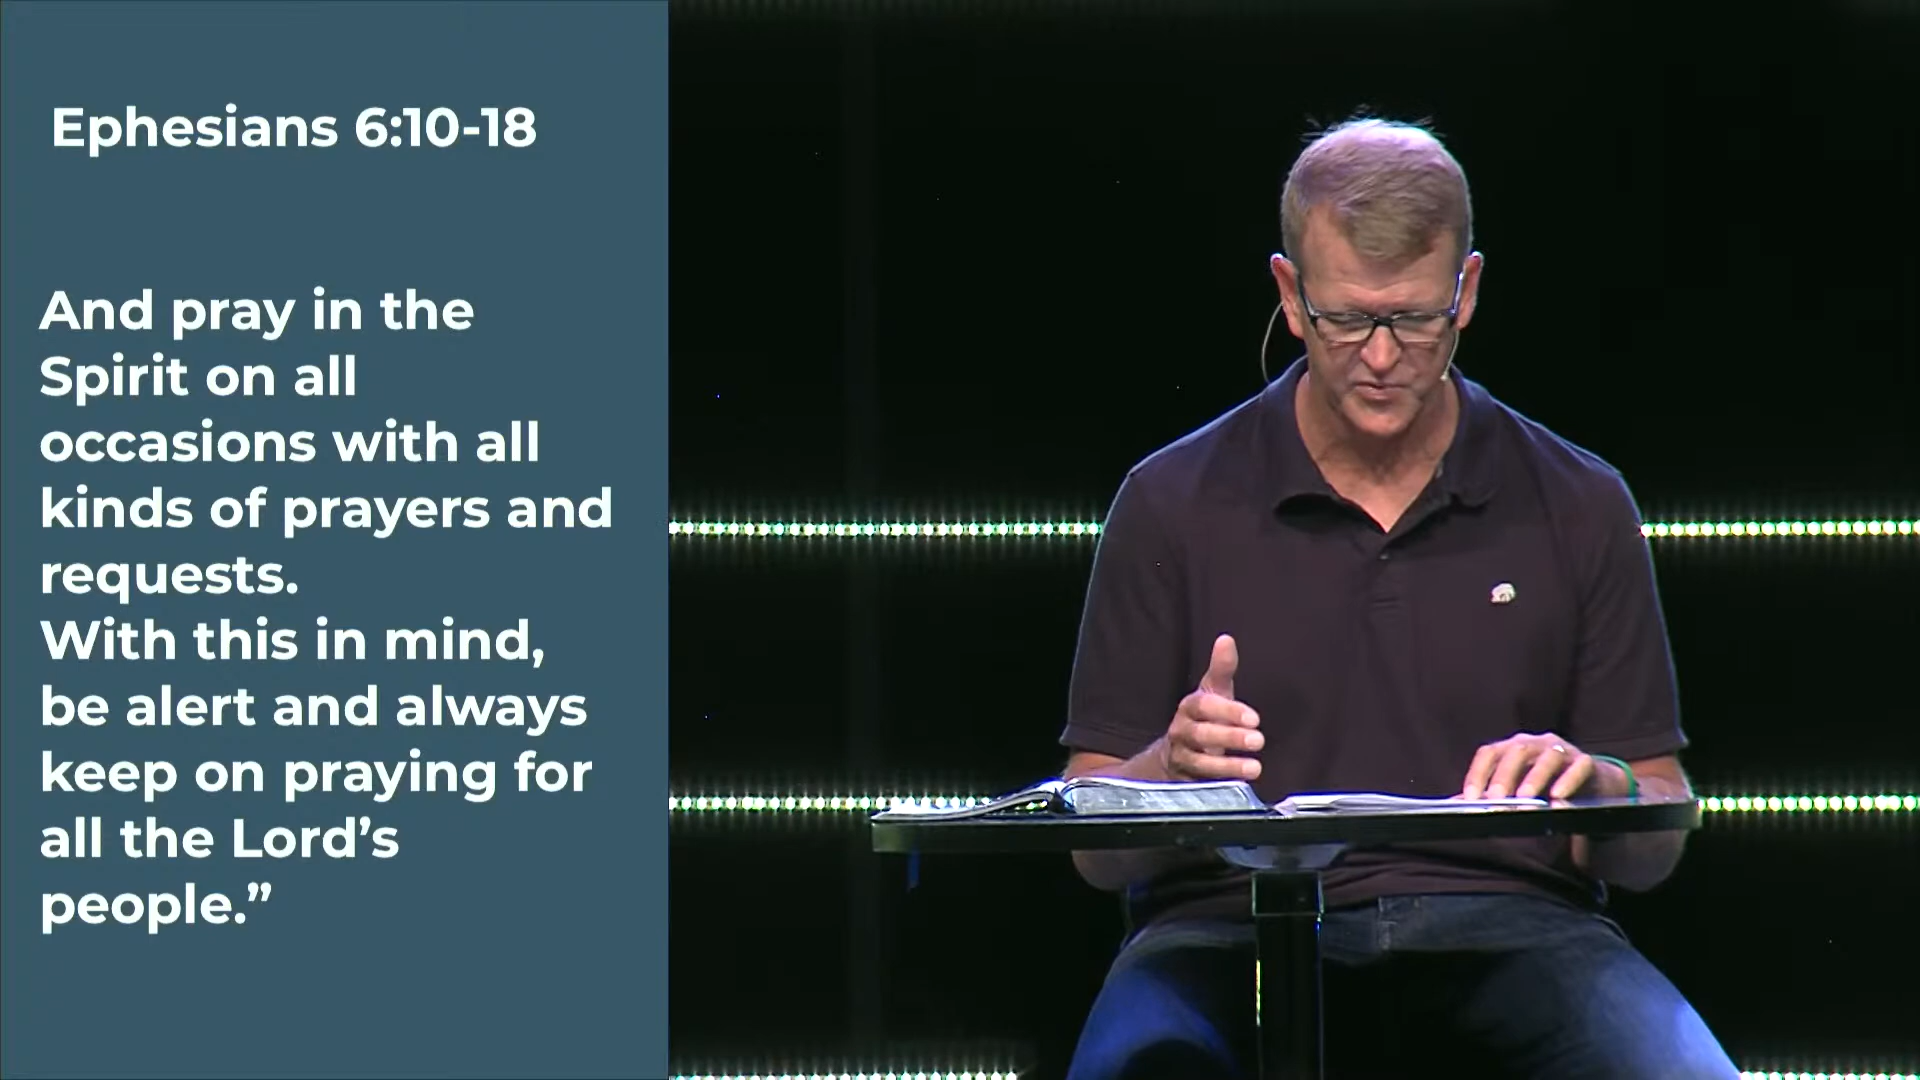 Ephesians 6:10-18
And pray in the
Spirit on all
occasions with all
kinds of prayers and
requests.
With this in mind,
be alert and always
keep on praying for
all the Lord’s
people.”